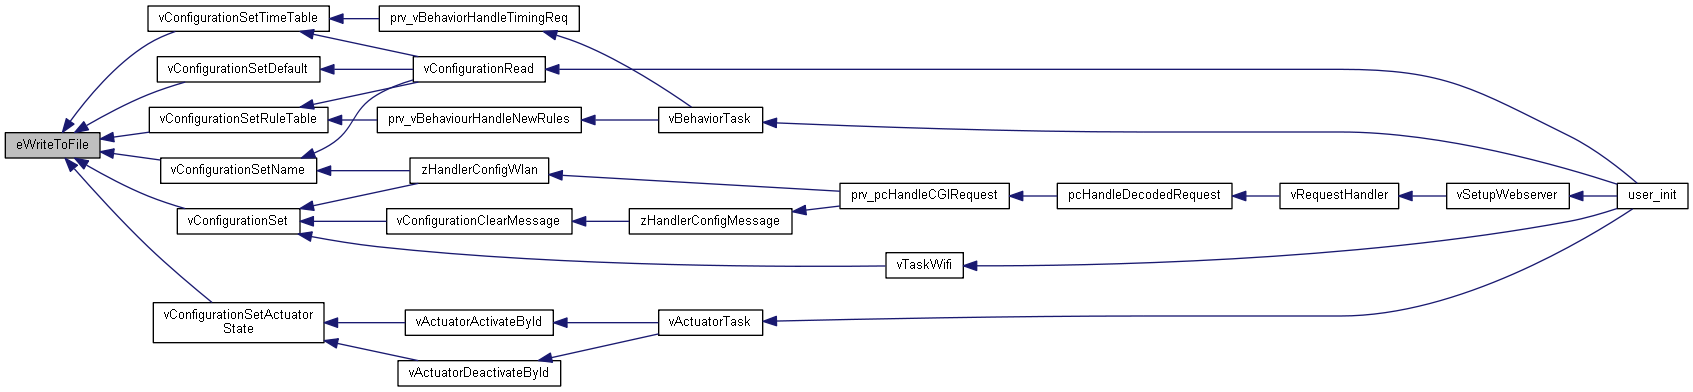 vConfigurationSetTimeTable
prv_vBehaviorHandleTimingReq
vConfigurationSetDefault
vConfigurationRead
vConfigurationSetRuleTable
prv_vBehaviourHandleNewRules
vBehaviorTask
eWriteToFile
vConfigurationSetName
zHandlerConfigWlan
prv_pcHandleCGIRequest
pcHandleDecodedRequest
vRequestHandler
vSetupWebserver
user_init
vConfigurationSet
vConfigurationClearMessage
zHandlerConfigMessage
vTaskWifi
vConfigurationSetActuator
State
vActuatorActivateById
vActuatorTask
vActuatorDeactivateById